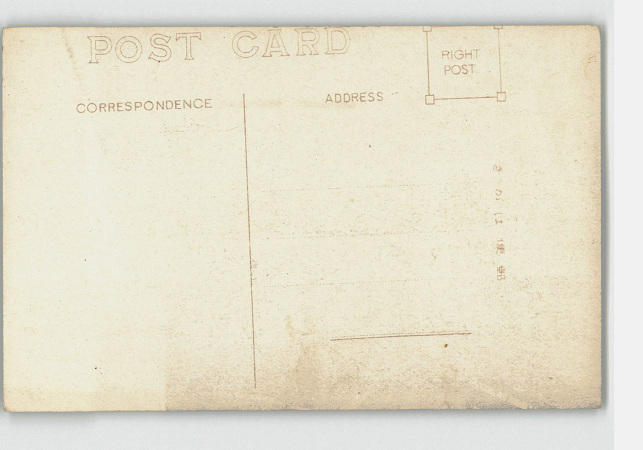 POST CARD
RIGHT
POST
CORRESPONDENCE
ADDRESS